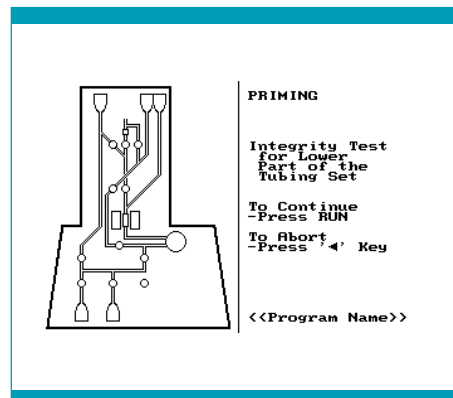 PRIMING
Integrity Test
for Lower
Part of the
Tubing Set
To Continue
-Press RUN
To Abort
-Press '◄' Key
<<Program Name>>